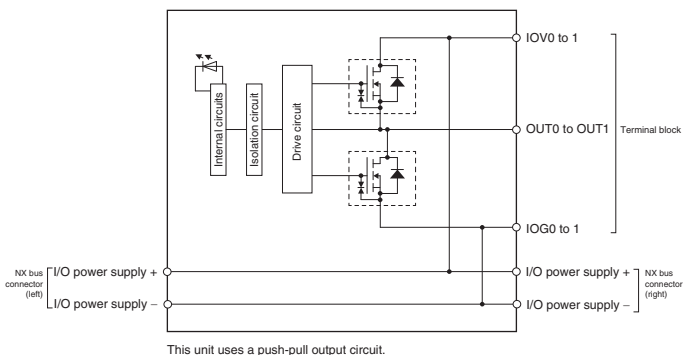 IOV0 to 1
Internal circuits
Isolation circuit
Drive circuit
OUT0 to OUT1
Terminal block
IOG0 to 1
NX bus
connector
(left)
I/O power supply +
I/O power supply −
I/O power supply +
I/O power supply −
NX bus
connector
(right)
This unit uses a push-pull output circuit.